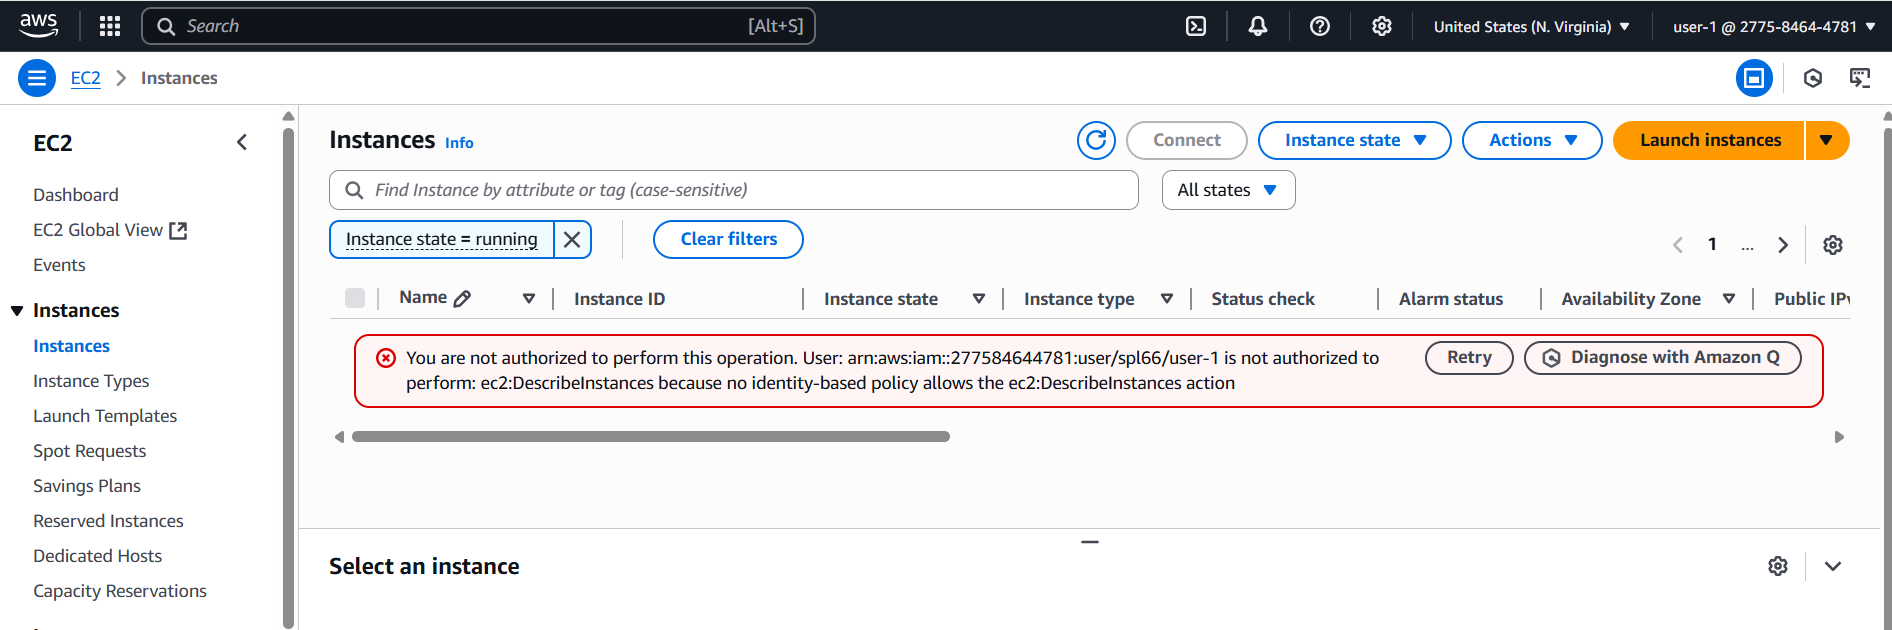 aws
Search [Alt+S]
United States (N. Virginia)
user-1 @ 2775-8464-4781
EC2 > Instances
EC2
Dashboard
EC2 Global View
Events
Instances
Instances
Instance Types
Launch Templates
Spot Requests
Savings Plans
Reserved Instances
Dedicated Hosts
Capacity Reservations
Instances Info
Connect
Instance state
Actions
Launch instances
Find Instance by attribute or tag (case-sensitive)
All states
Instance state = running
Clear filters
1 ...
Name
Instance ID
Instance state
Instance type
Status check
Alarm status
Availability Zone
Public IPv
You are not authorized to perform this operation. User: arn:aws:iam::277584644781:user/spl66/user-1 is not authorized to
perform: ec2:DescribeInstances because no identity-based policy allows the ec2:DescribeInstances action
Retry
Diagnose with Amazon Q
Select an instance